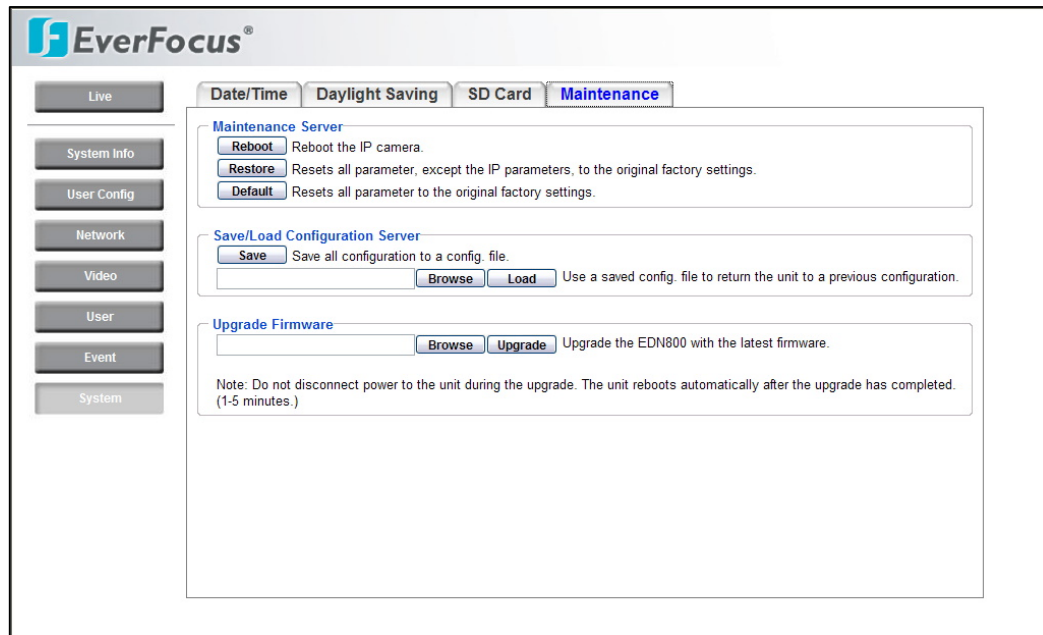 EverFocus®
Live
System Info
User Config
Network
Video
User
Event
System
Date/Time Daylight Saving SD Card Maintenance
Maintenance Server
Reboot Reboot the IP camera.
Restore Resets all parameter, except the IP parameters, to the original factory settings.
Default Resets all parameter to the original factory settings.
Save/Load Configuration Server
Save Save all configuration to a config. file.
Browse Load Use a saved config. file to return the unit to a previous configuration.
Upgrade Firmware
Browse Upgrade Upgrade the EDN800 with the latest firmware.
Note: Do not disconnect power to the unit during the upgrade. The unit reboots automatically after the upgrade has completed.
(1-5 minutes.)